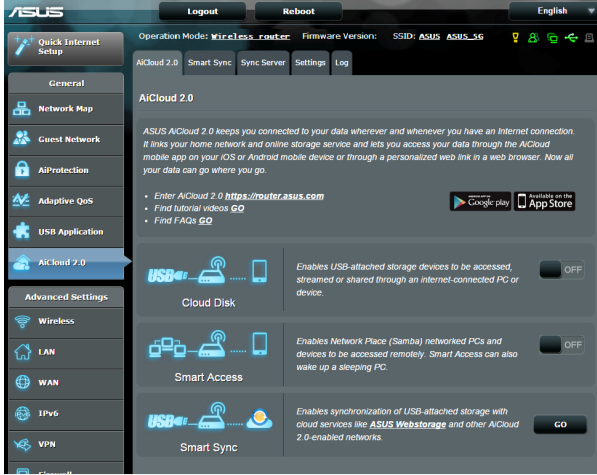 ASUS
Logout
Reboot
English
Quick Internet
Setup
Operation Mode: Wireless router Firmware Version: SSID: ASUS ASUS_5G
AiCloud 2.0
Smart Sync
Sync Server
Settings
Log
General
Network Map
Guest Network
AiProtection
Adaptive QoS
USB Application
AiCloud 2.0
Advanced Settings
Wireless
LAN
WAN
IPv6
VPN
Firewall
AiCloud 2.0
ASUS AiCloud 2.0 keeps you connected to your data wherever and whenever you have an Internet connection.
It links your home network and online storage service and lets you access your data through the AiCloud
mobile app on your iOS or Android mobile device or through a personalized web link in a web browser. Now all
your data can go where you go.
• Enter AiCloud 2.0 https://router.asus.com
• Find tutorial videos GO
• Find FAQs GO
Google play
Available on the
App Store
USB
Cloud Disk
Enables USB-attached storage devices to be accessed,
streamed or shared through an internet-connected PC or
device.
OFF
Smart Access
Enables Network Place (Samba) networked PCs and
devices to be accessed remotely. Smart Access can also
wake up a sleeping PC.
OFF
USB
Smart Sync
Enables synchronization of USB-attached storage with
cloud services like ASUS Webstorage and other AiCloud
2.0-enabled networks.
GO